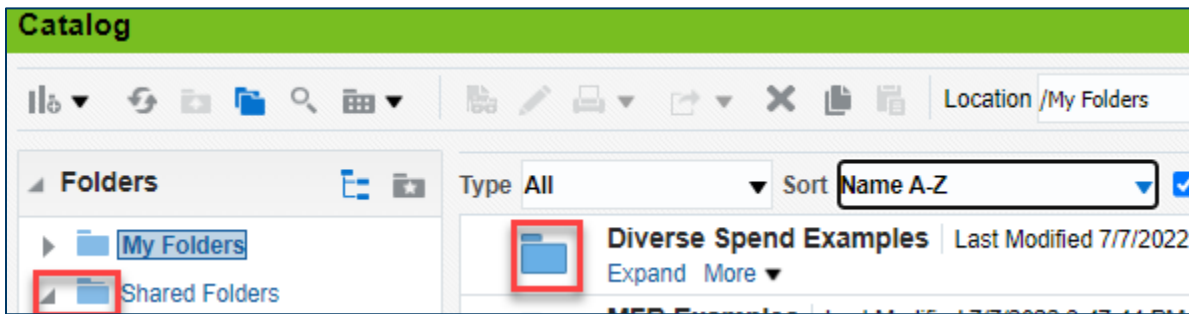 Catalog
Location /My Folders
Folders
Type All Sort Name A-Z
My Folders
Diverse Spend Examples Last Modified 7/7/2022
Expand More
Shared Folders